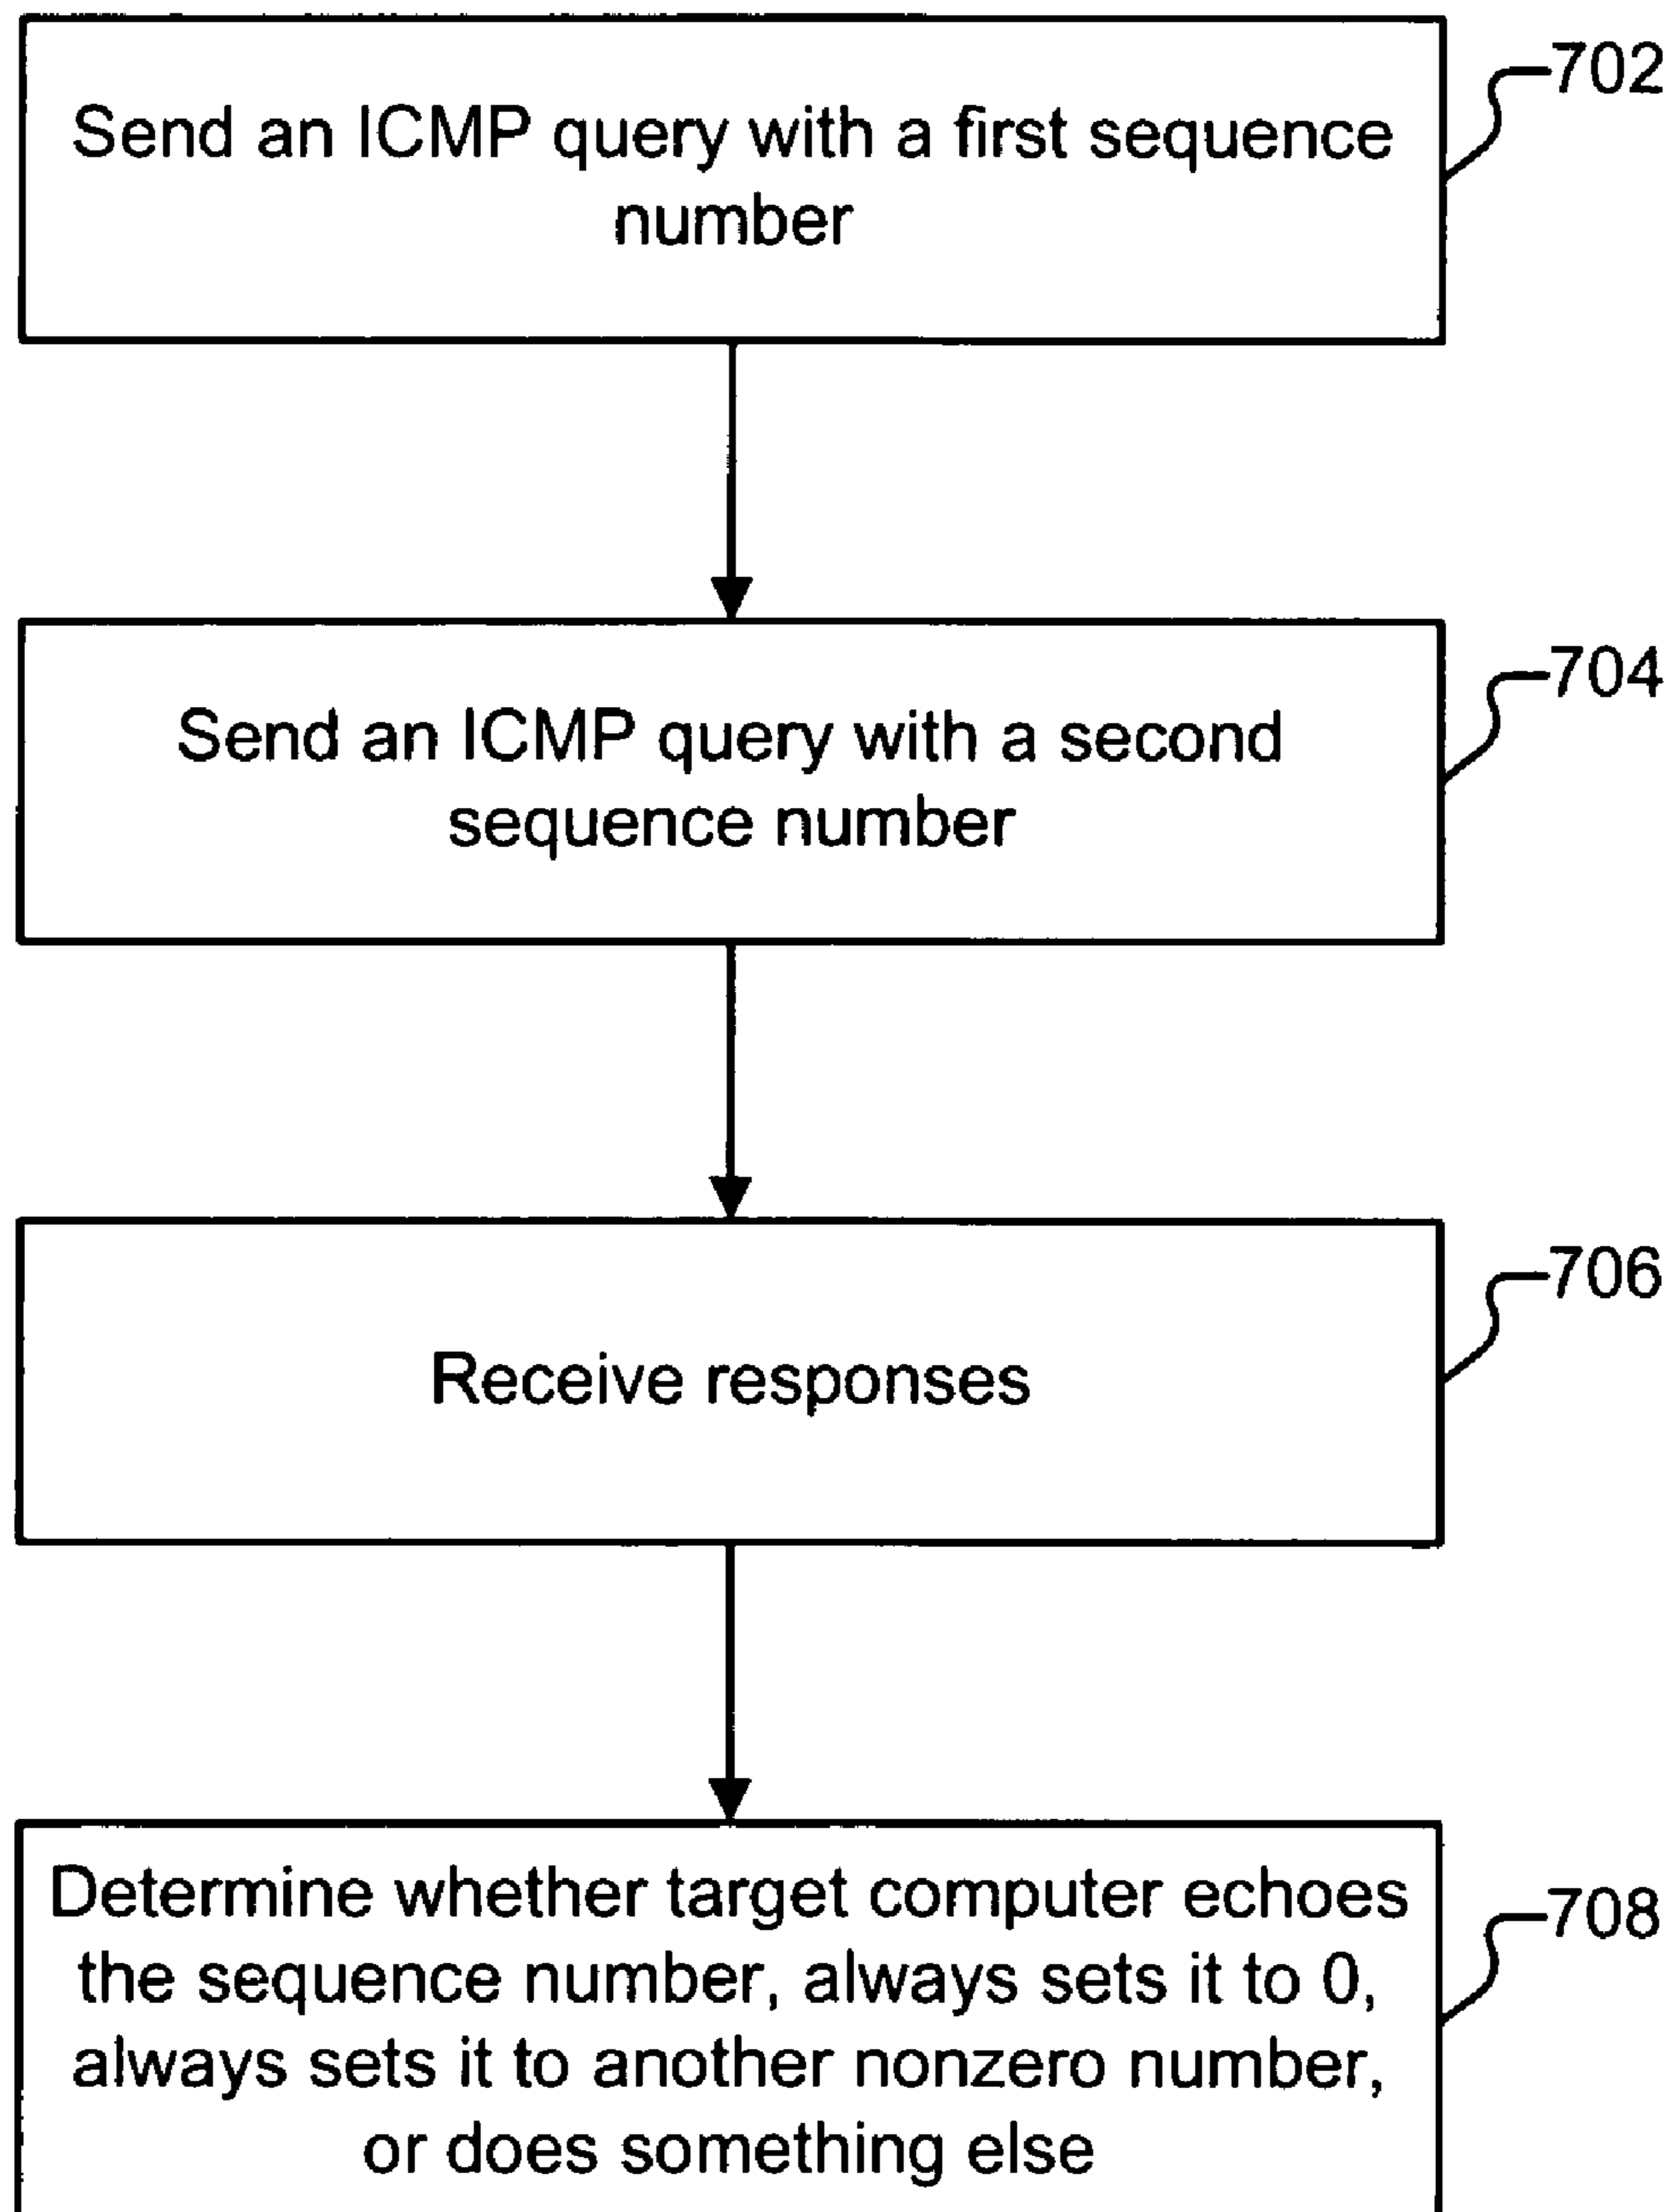 702
Send an ICMP query with a first sequence
number
704
Send an ICMP query with a second
sequence number
706
Receive responses
708
Determine whether target computer echoes
the sequence number, always sets it to 0,
always sets it to another nonzero number,
or does something else